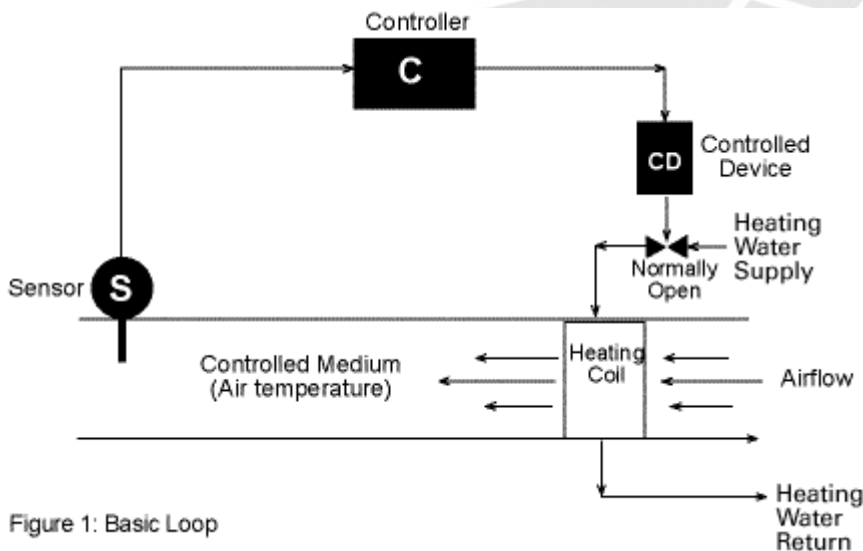 Controller
C
CD
Controlled
Device
Heating
Water
Supply
Normally
Open
Sensor
S
Controlled Medium
(Air temperature)
Heating
Coil
Airflow
Heating
Water
Return
Figure 1: Basic Loop